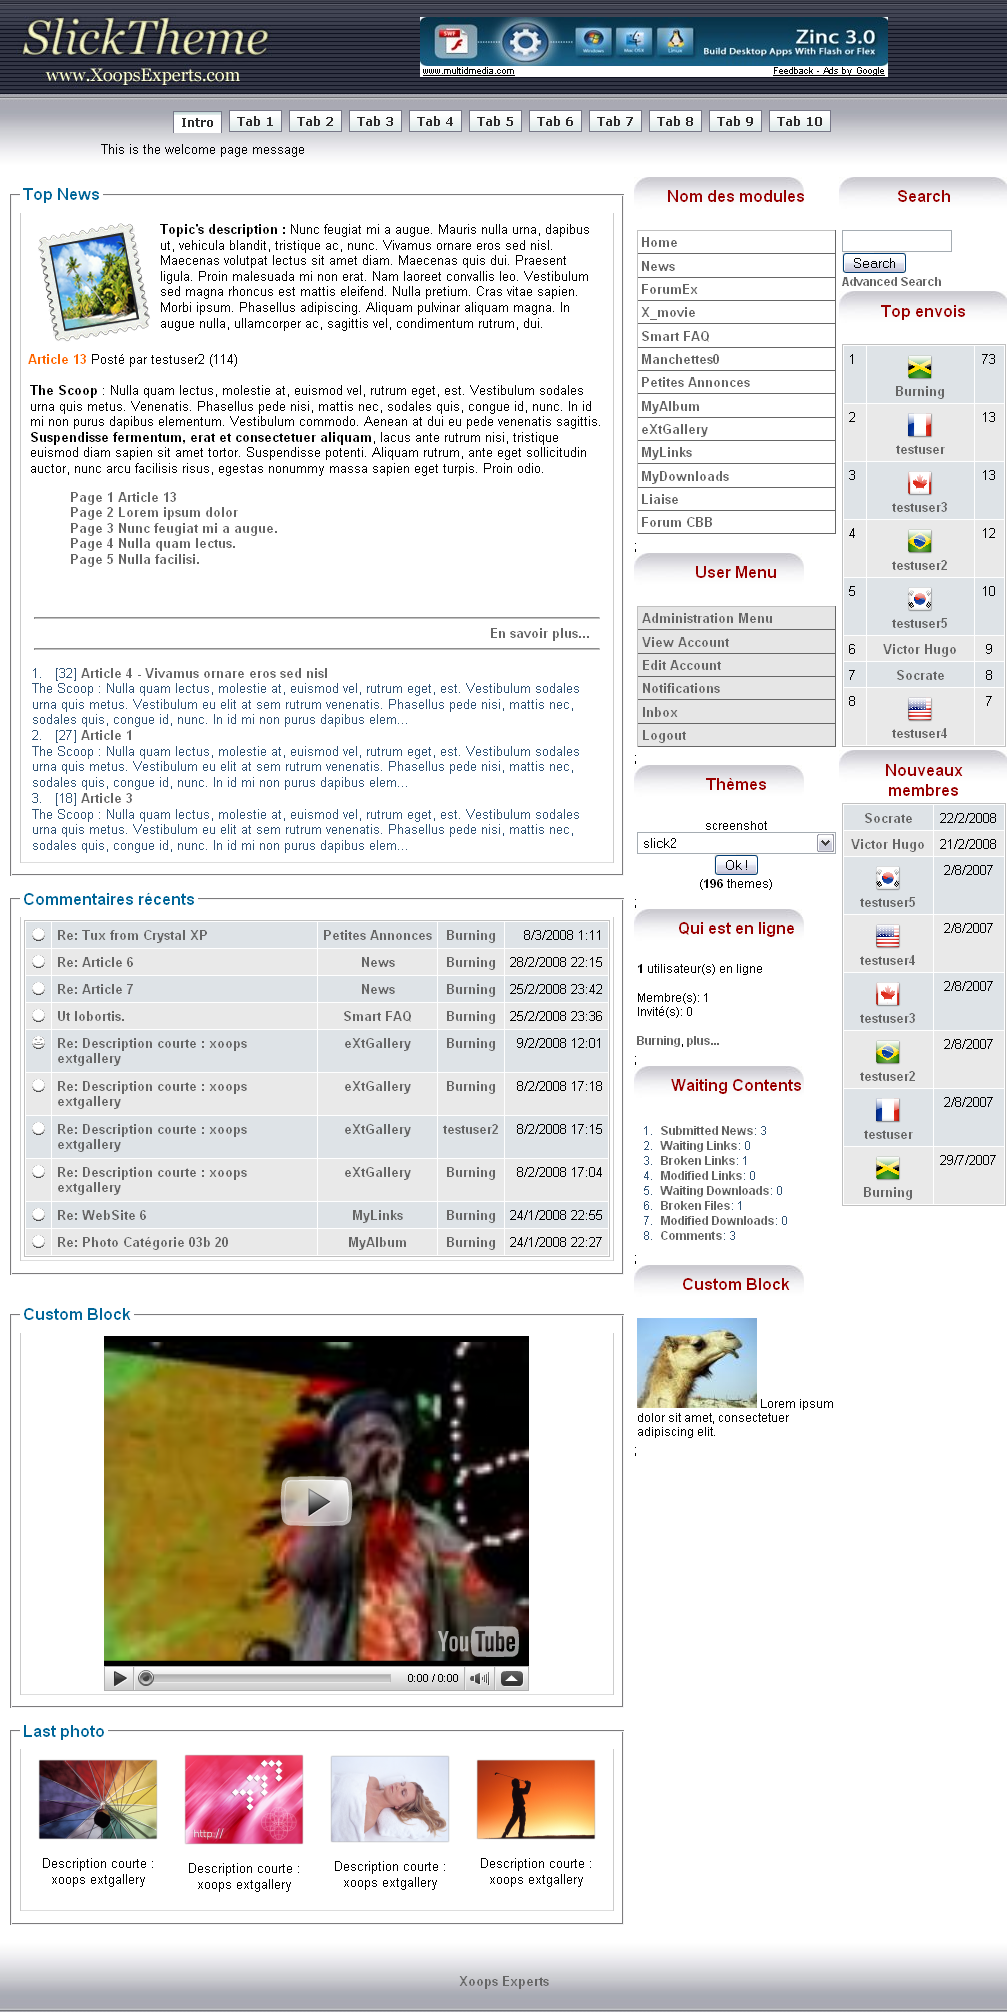 SlickTheme
www.XoopsExperts.com
Zinc 3.0
Build Desktop Apps With Flash or Flex
SWF
Windows
Mac OSX
Linux
www.multidmedia.com
Feedback - Ads by Google
Intro Tab 1 Tab 2 Tab 3 Tab 4 Tab 5 Tab 6 Tab 7 Tab 8 Tab 9 Tab 10
This is the welcome page message
Top News
Topic's description : Nunc feugiat mi a augue. Mauris nulla urna, dapibus
ut, vehicula blandit, tristique ac, nunc. Vivamus ornare eros sed nisl.
Maecenas volutpat lectus sit amet diam. Maecenas quis dui. Praesent
ligula. Proin malesuada mi non erat. Nam laoreet convallis leo. Vestibulum
sed magna rhoncus est mattis eleifend. Nulla pretium. Cras vitae sapien.
Morbi ipsum. Phasellus adipiscing. Aliquam pulvinar aliquam magna. In
augue nulla, ullamcorper ac, sagittis vel, condimentum rutrum, dui.
Article 13 Posté par testuser2 (114)
The Scoop : Nulla quam lectus, molestie at, euismod vel, rutrum eget, est. Vestibulum sodales
urna quis metus. Venenatis. Phasellus pede nisi, mattis nec, sodales quis, congue id, nunc. In id
mi non purus dapibus elementum. Vestibulum commodo. Aenean at dui eu pede venenatis sagittis.
Suspendisse fermentum, erat et consectetuer aliquam, lacus ante rutrum nisi, tristique
euismod diam sapien sit amet tortor. Suspendisse potenti. Aliquam rutrum, ante eget sollicitudin
auctor, nunc arcu facilisis risus, egestas nonummy massa sapien eget turpis. Proin odio.
Page 1 Article 13
Page 2 Lorem ipsum dolor
Page 3 Nunc feugiat mi a augue.
Page 4 Nulla quam lectus.
Page 5 Nulla facilisi.
En savoir plus...
1. [32] Article 4 - Vivamus ornare eros sed nisl
The Scoop : Nulla quam lectus, molestie at, euismod vel, rutrum eget, est. Vestibulum sodales
urna quis metus. Vestibulum eu elit at sem rutrum venenatis. Phasellus pede nisi, mattis nec,
sodales quis, congue id, nunc. In id mi non purus dapibus elem...
2. [27] Article 1
The Scoop : Nulla quam lectus, molestie at, euismod vel, rutrum eget, est. Vestibulum sodales
urna quis metus. Vestibulum eu elit at sem rutrum venenatis. Phasellus pede nisi, mattis nec,
sodales quis, congue id, nunc. In id mi non purus dapibus elem...
3. [18] Article 3
The Scoop : Nulla quam lectus, molestie at, euismod vel, rutrum eget, est. Vestibulum sodales
urna quis metus. Vestibulum eu elit at sem rutrum venenatis. Phasellus pede nisi, mattis nec,
sodales quis, congue id, nunc. In id mi non purus dapibus elem...
Commentaires récents
Re: Tux from Crystal XP Petites Annonces Burning 8/3/2008 1:11
Re: Article 6 News Burning 28/2/2008 22:15
Re: Article 7 News Burning 25/2/2008 23:42
Ut lobortis. Smart FAQ Burning 25/2/2008 23:36
Re: Description courte : xoops eXtGallery Burning 9/2/2008 12:01
extgallery
Re: Description courte : xoops eXtGallery Burning 8/2/2008 17:18
extgallery
Re: Description courte : xoops eXtGallery testuser2 8/2/2008 17:15
extgallery
Re: Description courte : xoops eXtGallery Burning 8/2/2008 17:04
extgallery
Re: WebSite 6 MyLinks Burning 24/1/2008 22:55
Re: Photo Catégorie 03b 20 MyAlbum Burning 24/1/2008 22:27
Custom Block
YouTube
0:00 / 0:00
Last photo
http://
Description courte :
xoops extgallery
Description courte :
xoops extgallery
Description courte :
xoops extgallery
Description courte :
xoops extgallery
Nom des modules
Home
News
ForumEx
X_movie
Smart FAQ
Manchettes0
Petites Annonces
MyAlbum
eXtGallery
MyLinks
MyDownloads
Liaise
Forum CBB
;
User Menu
Administration Menu
View Account
Edit Account
Notifications
Inbox
Logout
;
Thèmes
screenshot
slick2
Ok !
(196 themes)
;
Qui est en ligne
1 utilisateur(s) en ligne
Membre(s): 1
Invité(s): 0
Burning, plus...
;
Waiting Contents
1. Submitted News: 3
2. Waiting Links: 0
3. Broken Links: 1
4. Modified Links: 0
5. Waiting Downloads: 0
6. Broken Files: 1
7. Modified Downloads: 0
8. Comments: 3
;
Custom Block
Lorem ipsum
dolor sit amet, consectetuer
adipiscing elit.
;
Search
Search
Advanced Search
Top envois
1 73
Burning
2 13
testuser
3 13
testuser3
4 12
testuser2
5 10
testuser5
6 Victor Hugo 9
7 Socrate 8
8 7
testuser4
Nouveaux
membres
Socrate 22/2/2008
Victor Hugo 21/2/2008
2/8/2007
testuser5
2/8/2007
testuser4
2/8/2007
testuser3
2/8/2007
testuser2
2/8/2007
testuser
29/7/2007
Burning
Xoops Experts